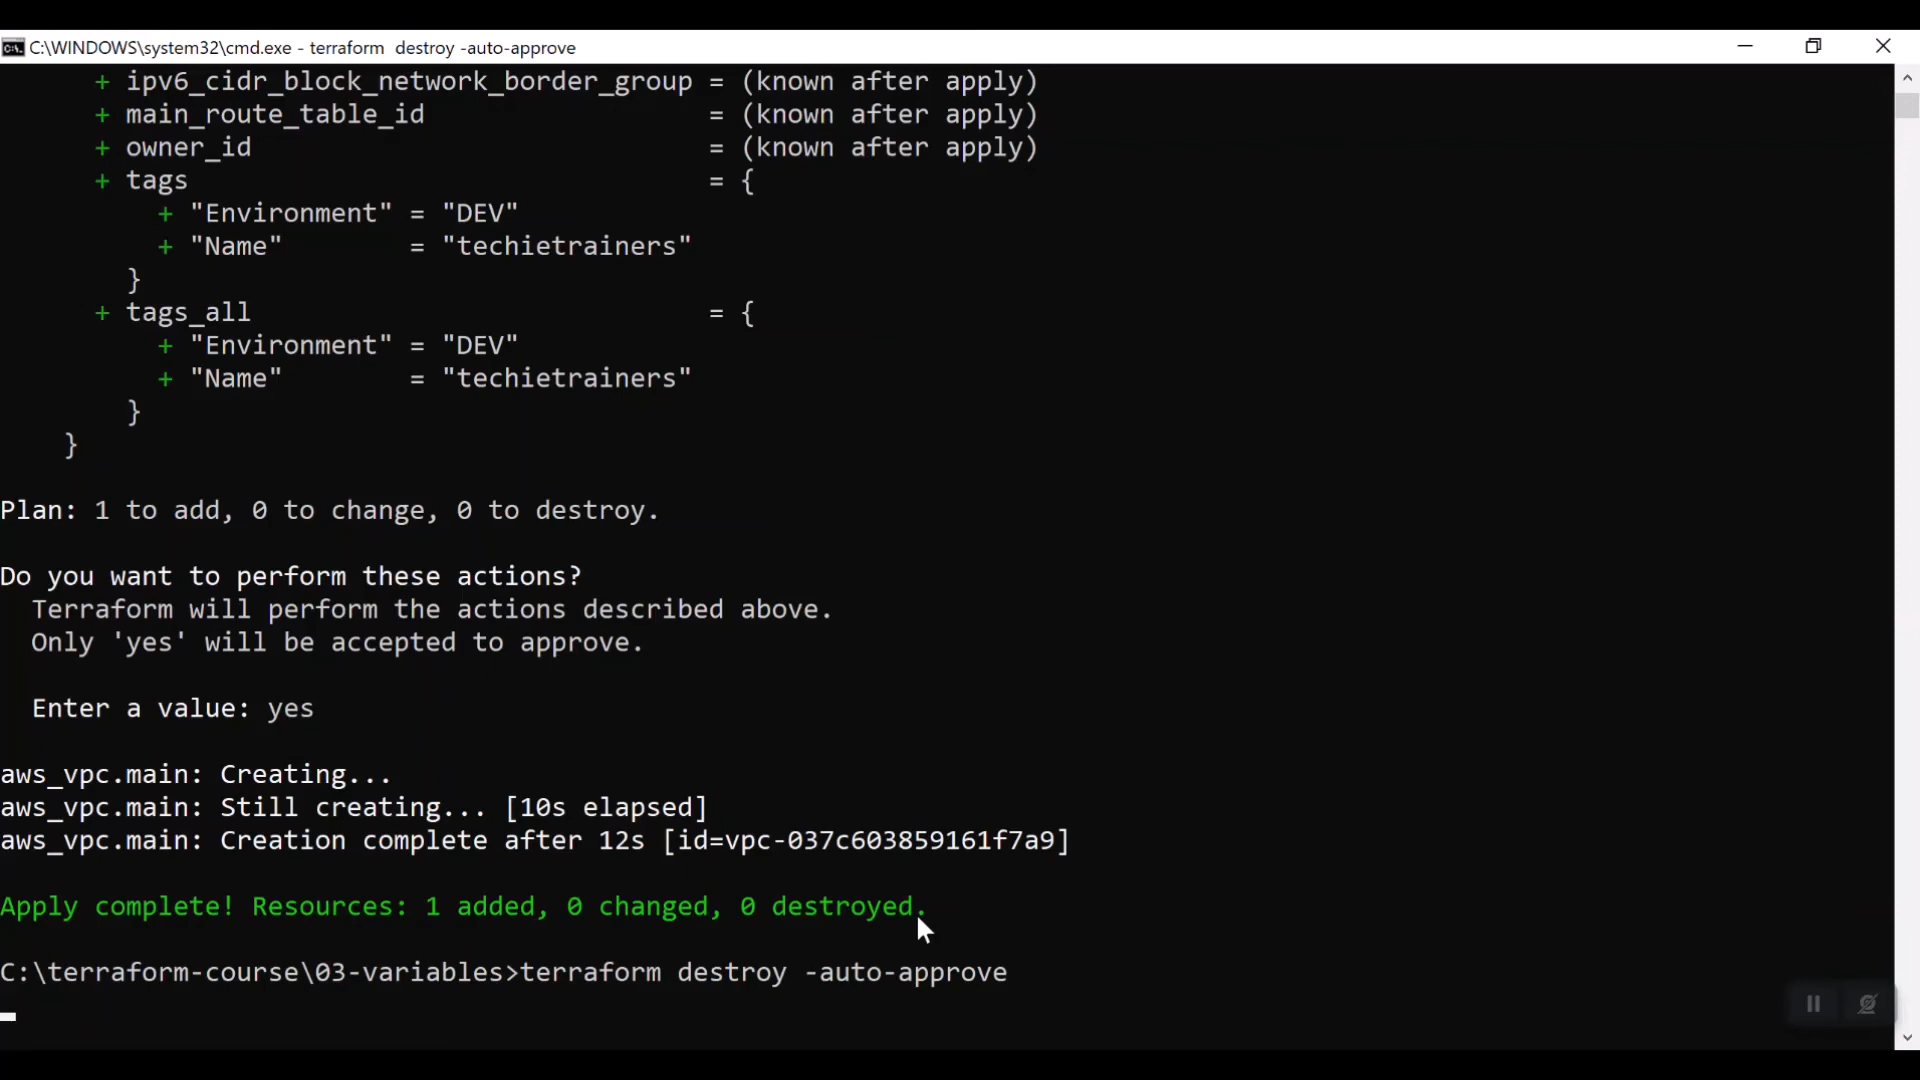 C:\WINDOWS\system32\cmd.exe - terraform  destroy -auto-approve
      + ipv6_cidr_block_network_border_group = (known after apply)
      + main_route_table_id                  = (known after apply)
      + owner_id                             = (known after apply)
      + tags                                 = {
          + "Environment" = "DEV"
          + "Name"        = "techietrainers"
        }
      + tags_all                             = {
          + "Environment" = "DEV"
          + "Name"        = "techietrainers"
        }
    }
Plan: 1 to add, 0 to change, 0 to destroy.
Do you want to perform these actions?
  Terraform will perform the actions described above.
  Only 'yes' will be accepted to approve.
  Enter a value: yes
aws_vpc.main: Creating...
aws_vpc.main: Still creating... [10s elapsed]
aws_vpc.main: Creation complete after 12s [id=vpc-037c603859161f7a9]
Apply complete! Resources: 1 added, 0 changed, 0 destroyed.
C:\terraform-course\03-variables>terraform destroy -auto-approve